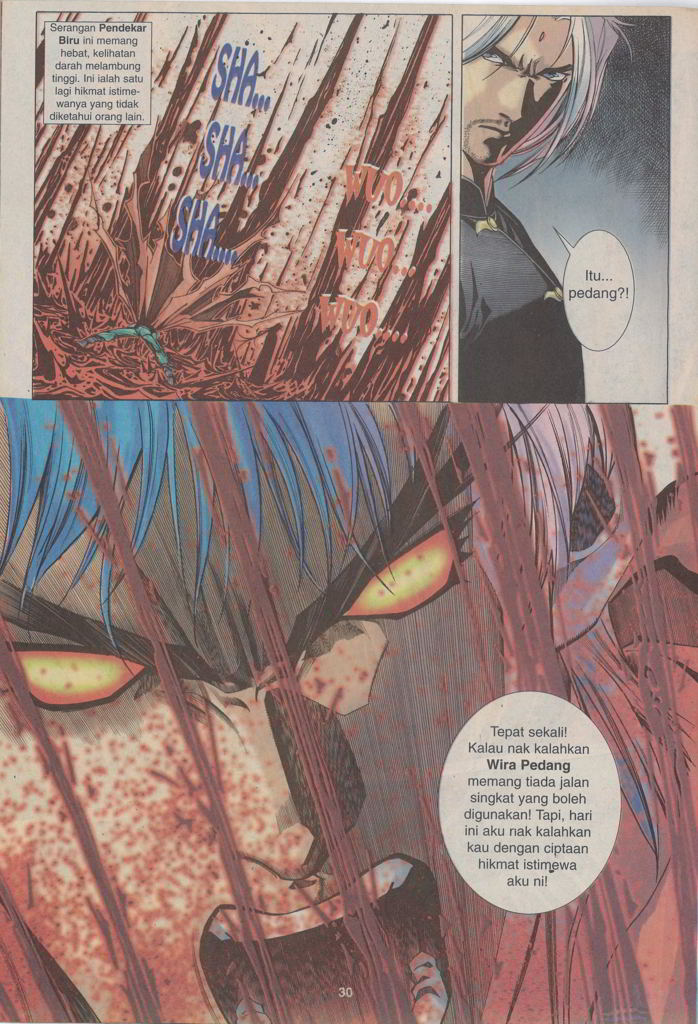 Serangan Pendekar
Biru ini memang
hebat, kelihatan
darah melambung
tinggi. Ini ialah satu
lagi hikmat istime-
wanya yang tidak
diketahui orang lain.
SHA...
SHA...
SHA....
WUO....
WUO...
WUO....
Itu...
pedang?!
Tepat sekali!
Kalau nak kalahkan
Wira Pedang
memang tiada jalan
singkat yang boleh
digunakan! Tapi, hari
ini aku nak kalahkan
kau dengan ciptaan
hikmat istimewa
aku ni!
30